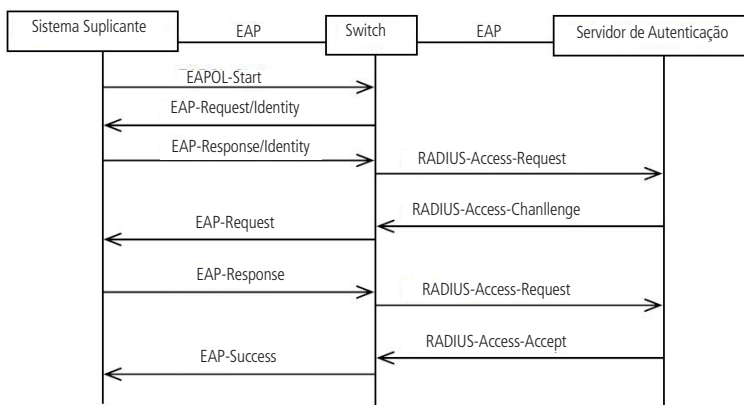 Sistema Suplicante
EAP
Switch
EAP
Servidor de Autenticação
EAPOL-Start
EAP-Request/Identity
EAP-Response/Identity
RADIUS-Access-Request
RADIUS-Access-Chanllenge
EAP-Request
EAP-Response
RADIUS-Access-Request
RADIUS-Access-Accept
EAP-Success